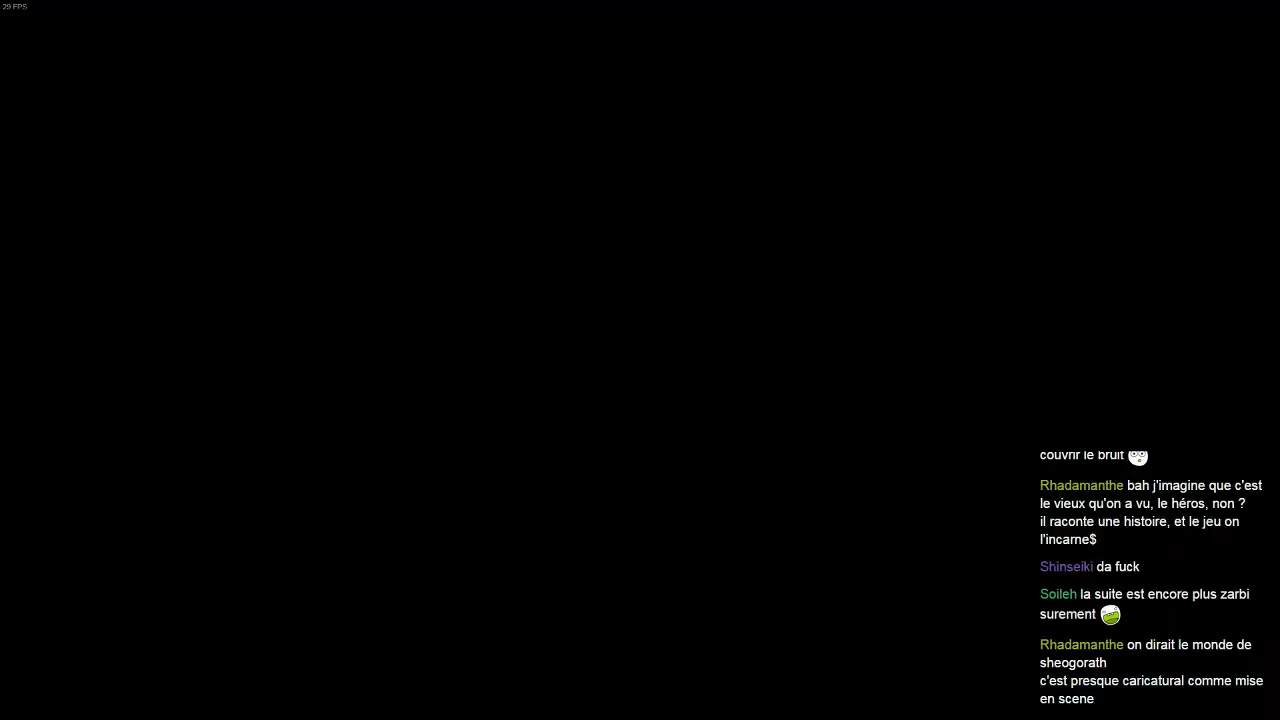 29 FPS
couvrir le bruit
Rhadamanthe bah j'imagine que c'est
le vieux qu'on a vu, le héros, non ?
il raconte une histoire, et le jeu on
l'incarne$
Shinseiki da fuck
Soileh la suite est encore plus zarbi
surement
Rhadamanthe on dirait le monde de
sheogorath
c'est presque caricatural comme mise
en scene